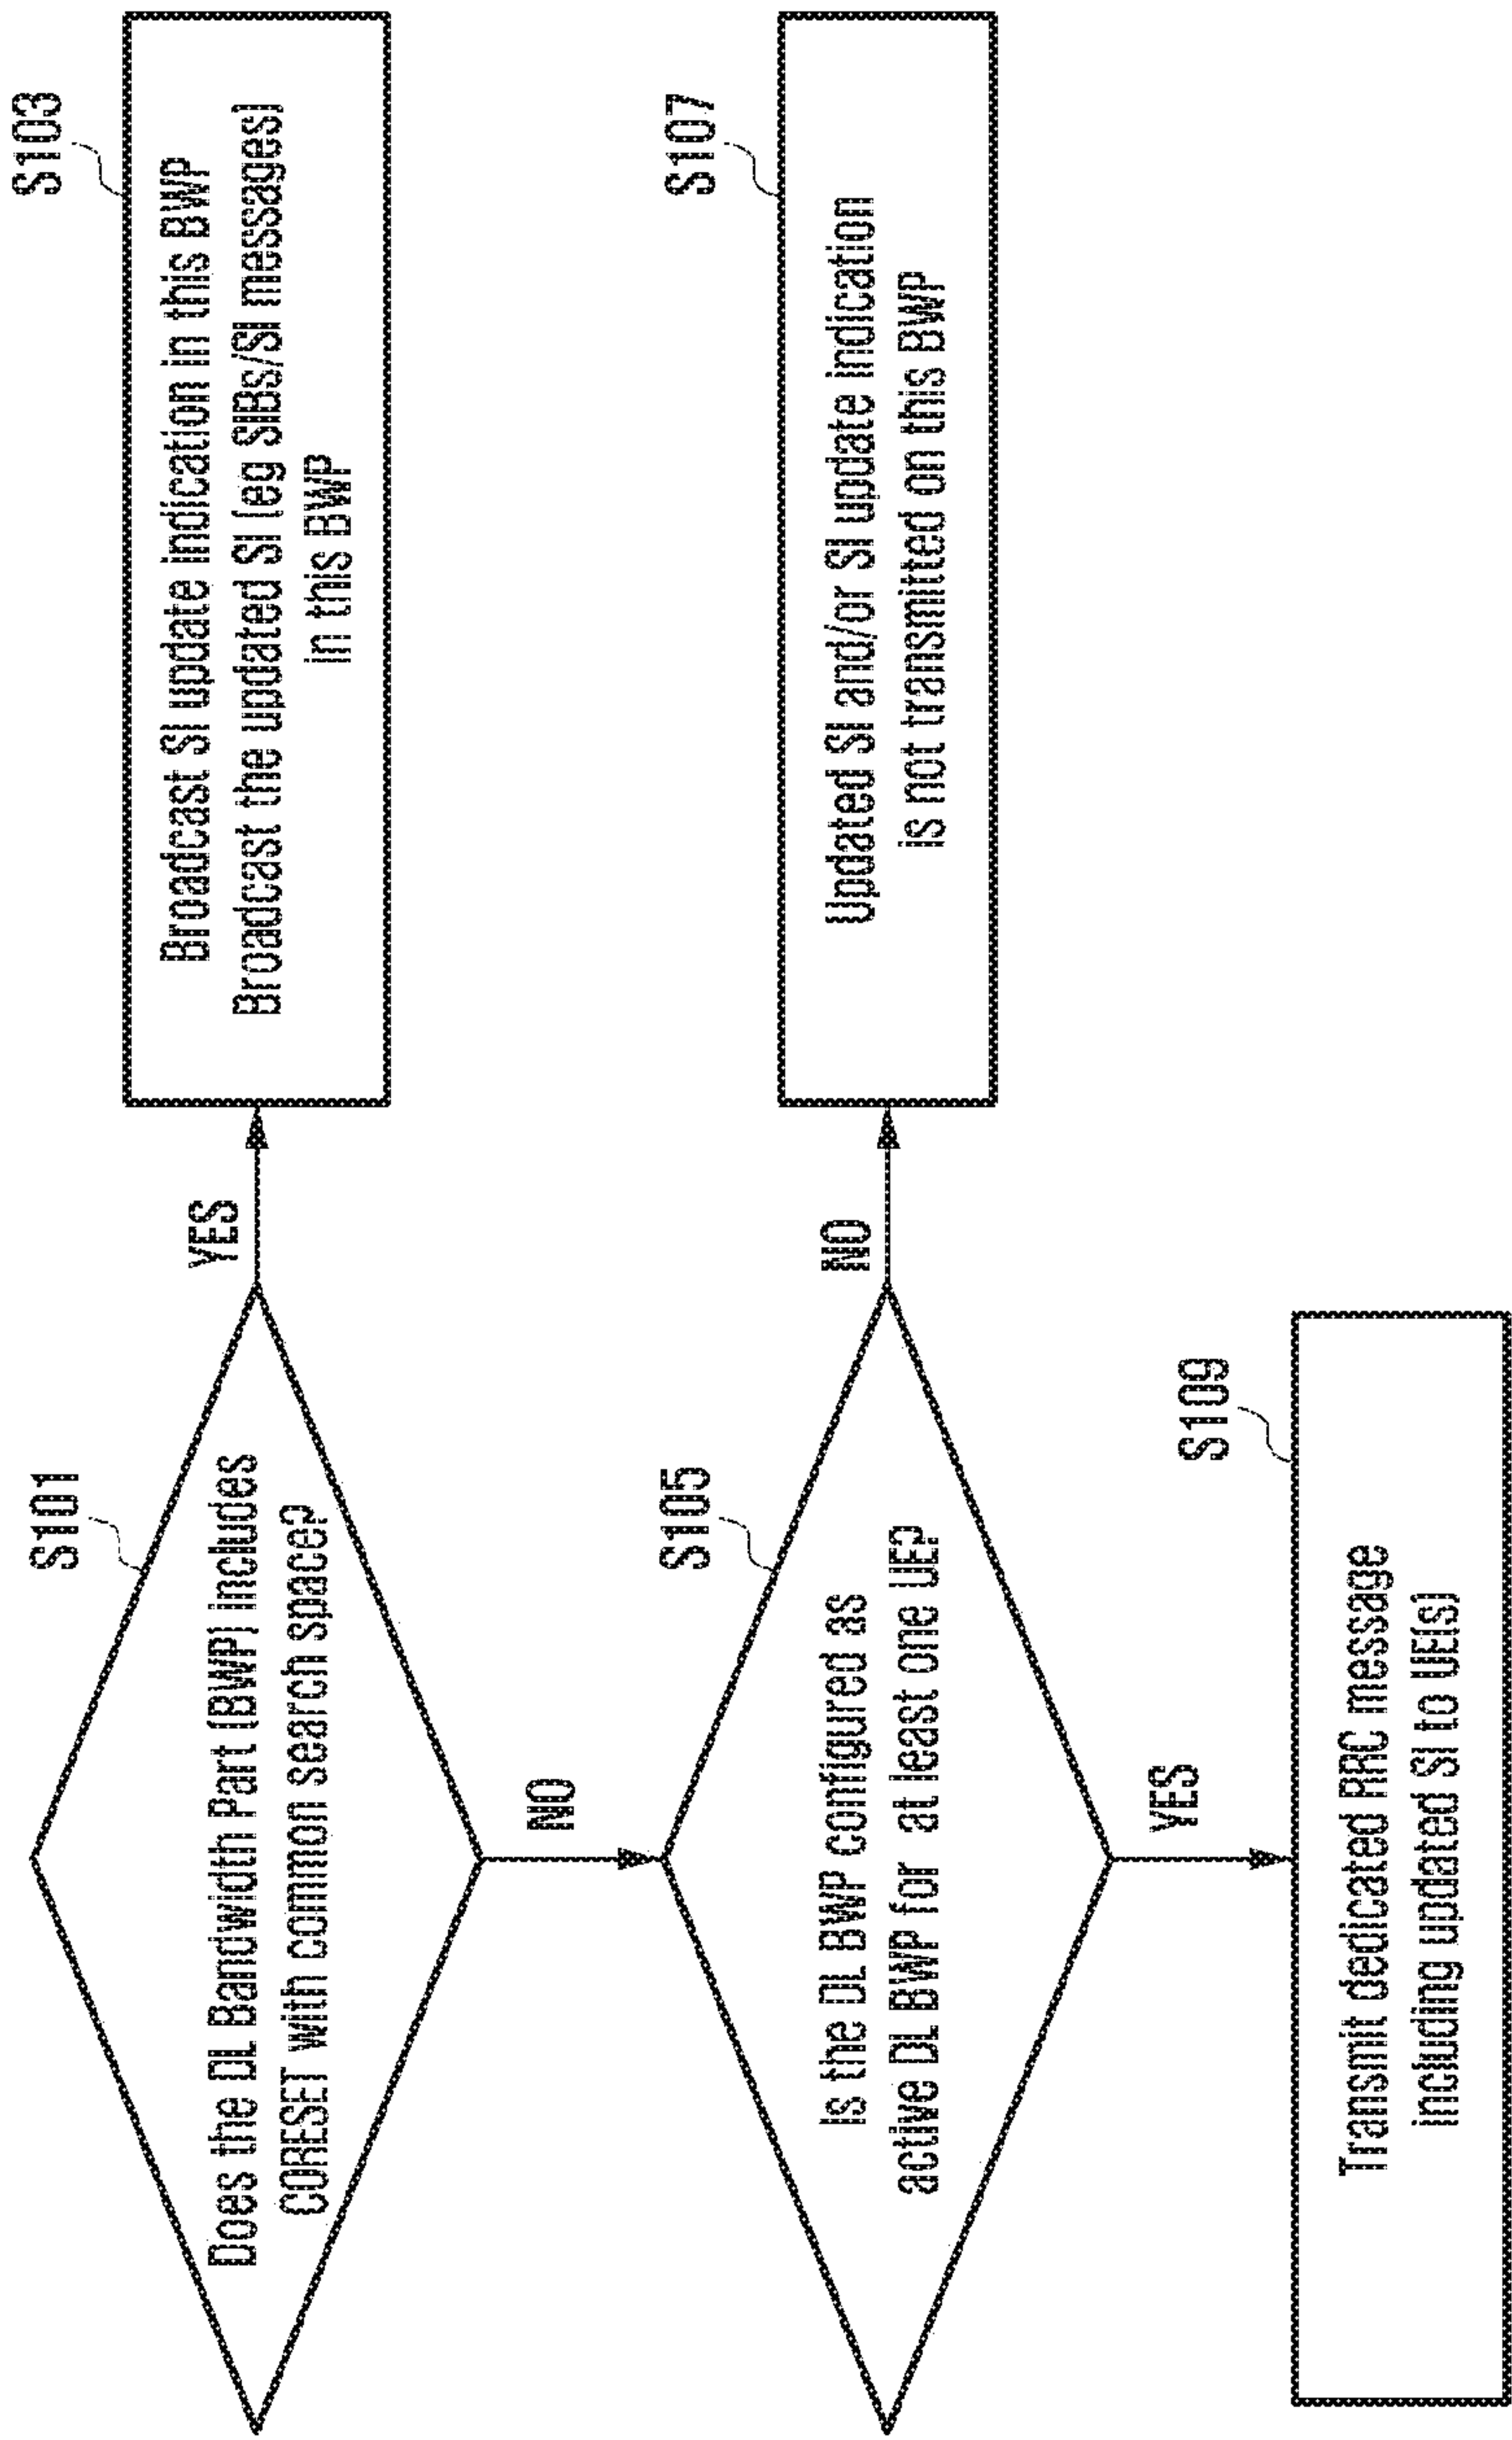 S101
Does the DL Bandwidth Part (BWP) includes
CORESET with common search space?
YES
S103
Broadcast SI update indication in this BWP
Broadcast the updated SI (eg SIBs/SI messages)
in this BWP
NO
S105
Is the DL BWP configured as
active DL BWP for at least one UE?
NO
S107
Updated SI and/or SI update indication
is not transmitted on this BWP
YES
S109
Transmit dedicated RRC message
including updated SI to UE(s)